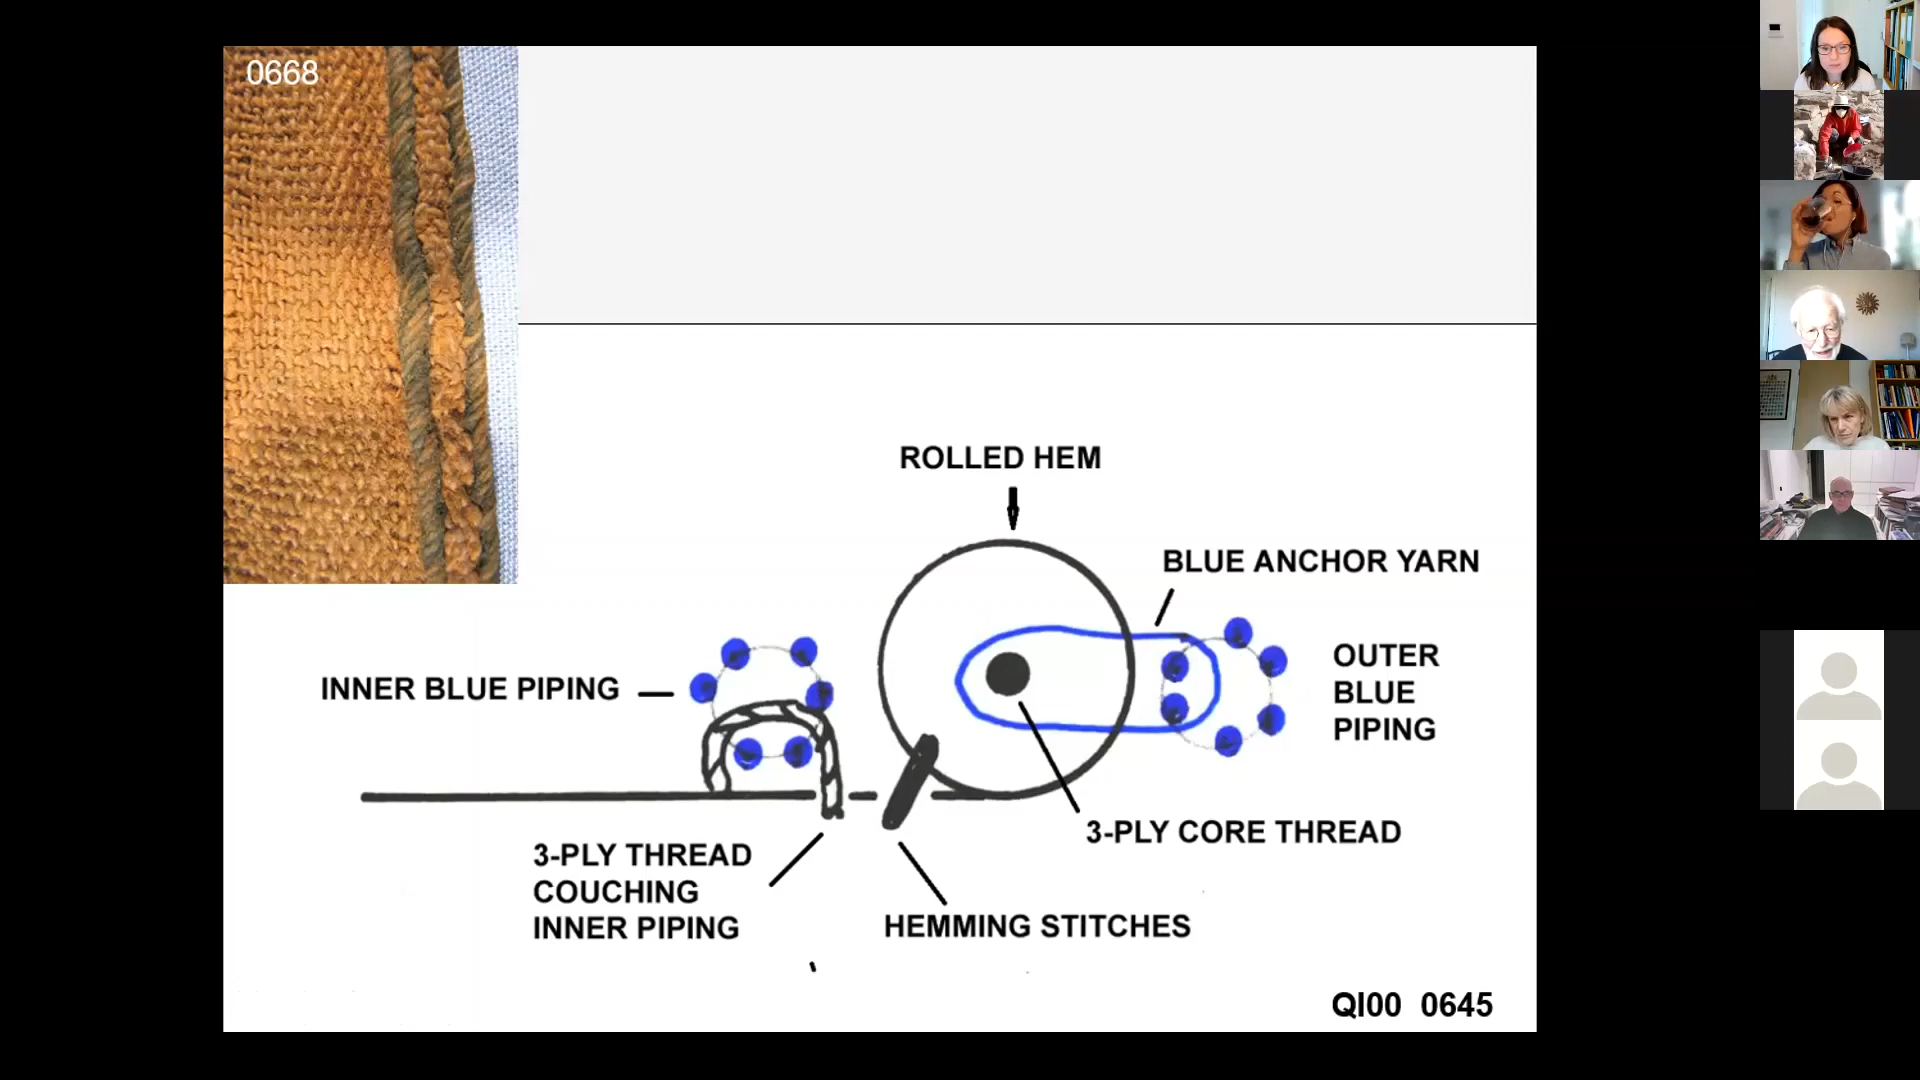 0668
ROLLED HEM
BLUE ANCHOR YARN
INNER BLUE PIPING
OUTER
BLUE
PIPING
3-PLY CORE THREAD
3-PLY THREAD
COUCHING
INNER PIPING
HEMMING STITCHES
QI00 0645